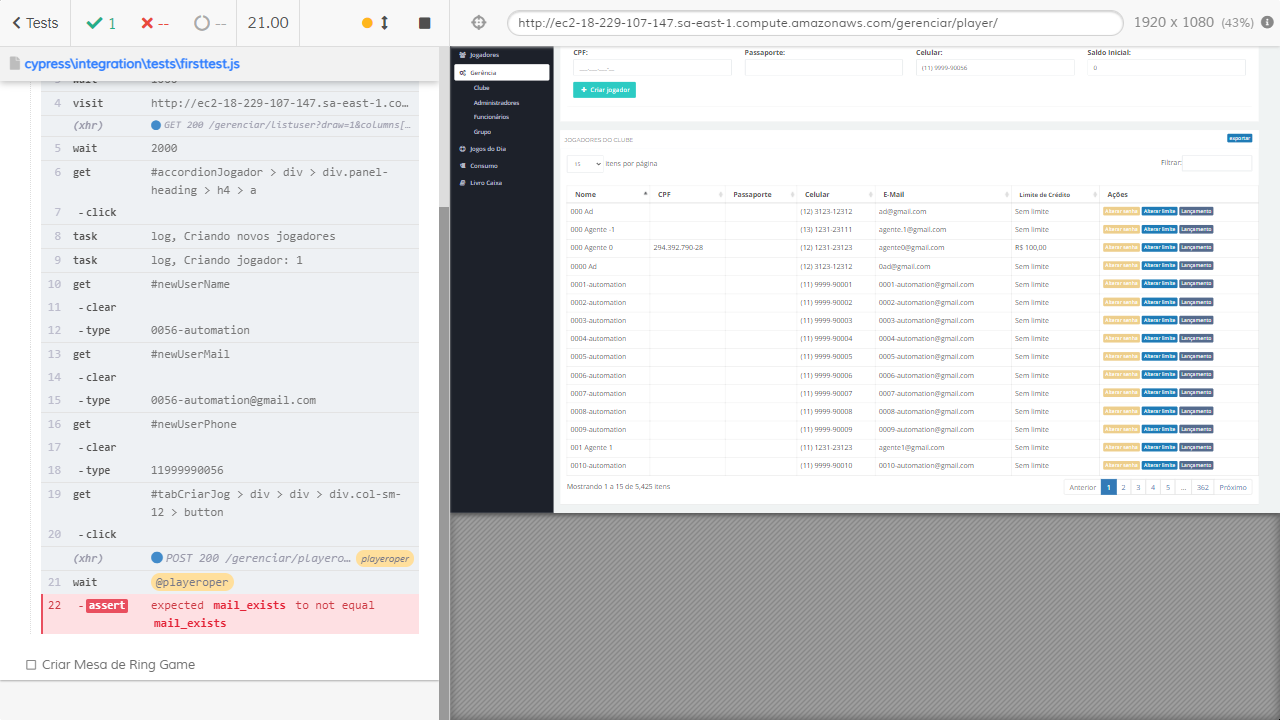 Tests
1
--
--
21.00
http://ec2-18-229-107-147.sa-east-1.compute.amazonaws.com/gerenciar/player/
1920 x 1080 (43%)
cypress\integration\tests\firsttest.js
wait 1000
4 visit http://ec2-18-229-107-147.sa-east-1.co…
(xhr) GET 200 /gerenciar/listuser?draw=1&columns[…
5 wait 2000
6 get #accordionJogador > div > div.panel-
heading > h4 > a
7 - click
8 task log, Criando jogador: 0
9 task log, Criando jogador: 1
10 get #newUserName
11 - clear
12 - type 0056-automation
13 get #newUserMail
14 - clear
15 - type 0056-automation@gmail.com
16 get #newUserPhone
17 - clear
18 - type 11999990056
19 get #tabCriarJog > div > div > div.col-sm-
12 > button
20 - click
(xhr) POST 200 /gerenciar/playero… playeroper
21 wait @playeroper
22 - assert expected mail_exists to not equal
mail_exists
Criar Mesa de Ring Game
Jogadores
Gerência
Clube
Administradores
Funcionários
Grupo
Jogos do Dia
Consumo
Livro Caixa
CPF: Passaporte: Celular: Saldo Inicial:
___.___.___-__ (11) 9999-90056 0
+ Criar jogador
JOGADORES DO CLUBE exportar
15 itens por página Filtrar:
Nome CPF Passaporte Celular E-Mail Limite de Crédito Ações
000 Ad (12) 3123-12312 ad@gmail.com Sem limite Alterar senha Alterar limite Lançamento
000 Agente -1 (13) 1231-23111 agente.1@gmail.com Sem limite Alterar senha Alterar limite Lançamento
000 Agente 0 294.392.790-28 (12) 1231-23123 agente0@gmail.com R$ 100,00 Alterar senha Alterar limite Lançamento
0000 Ad (12) 3123-12312 0ad@gmail.com Sem limite Alterar senha Alterar limite Lançamento
0001-automation (11) 9999-90001 0001-automation@gmail.com Sem limite Alterar senha Alterar limite Lançamento
0002-automation (11) 9999-90002 0002-automation@gmail.com Sem limite Alterar senha Alterar limite Lançamento
0003-automation (11) 9999-90003 0003-automation@gmail.com Sem limite Alterar senha Alterar limite Lançamento
0004-automation (11) 9999-90004 0004-automation@gmail.com Sem limite Alterar senha Alterar limite Lançamento
0005-automation (11) 9999-90005 0005-automation@gmail.com Sem limite Alterar senha Alterar limite Lançamento
0006-automation (11) 9999-90006 0006-automation@gmail.com Sem limite Alterar senha Alterar limite Lançamento
0007-automation (11) 9999-90007 0007-automation@gmail.com Sem limite Alterar senha Alterar limite Lançamento
0008-automation (11) 9999-90008 0008-automation@gmail.com Sem limite Alterar senha Alterar limite Lançamento
0009-automation (11) 9999-90009 0009-automation@gmail.com Sem limite Alterar senha Alterar limite Lançamento
001 Agente 1 (11) 1231-23123 agente1@gmail.com Sem limite Alterar senha Alterar limite Lançamento
0010-automation (11) 9999-90010 0010-automation@gmail.com Sem limite Alterar senha Alterar limite Lançamento
Mostrando 1 a 15 de 5,425 itens Anterior 1 2 3 4 5 ... 362 Próximo